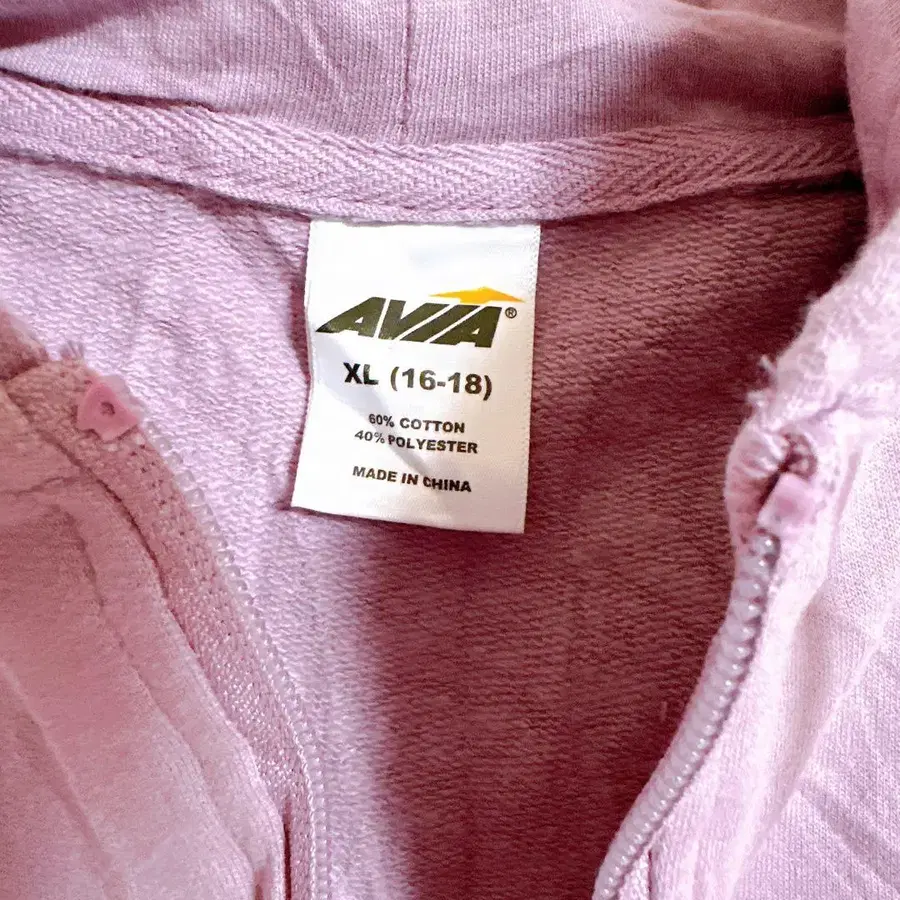 AVIA®
XL (16-18)
60% COTTON
40% POLYESTER
MADE IN CHINA